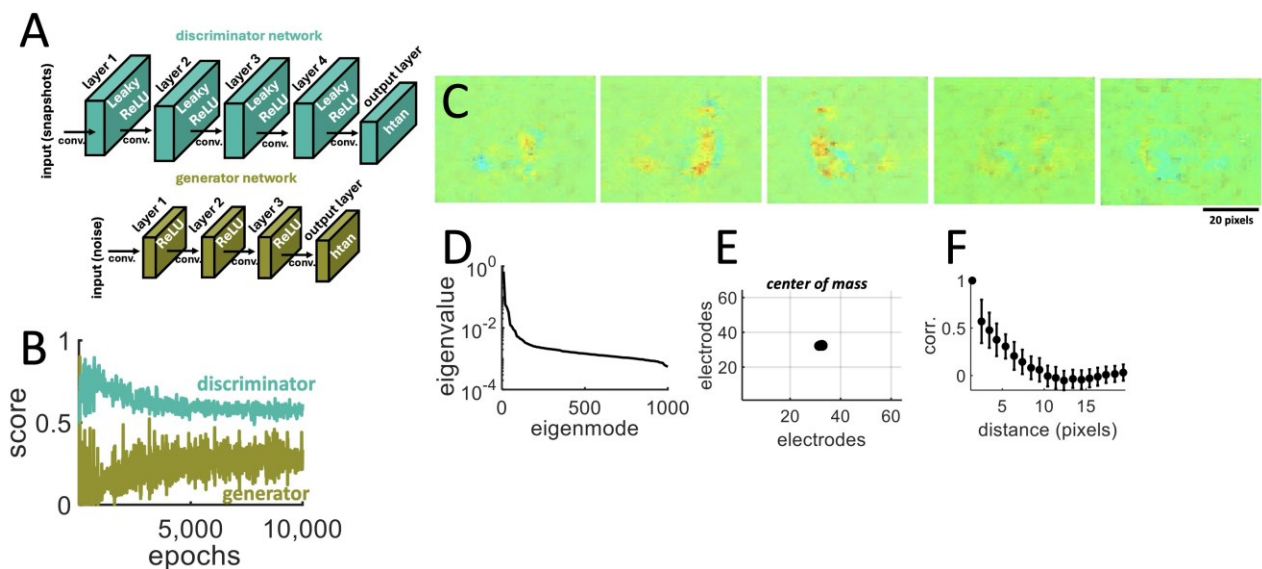 A
discriminator network
input (snapshots)
conv.
layer 1
Leaky ReLU
conv.
layer 2
Leaky ReLU
conv.
layer 3
Leaky ReLU
conv.
layer 4
Leaky ReLU
conv.
output layer
htan
generator network
input (noise)
conv.
layer 1
ReLU
conv.
layer 2
ReLU
conv.
layer 3
ReLU
conv.
output layer
htan
B
score
1
0.5
0
discriminator
generator
5,000 10,000
epochs
C
20 pixels
D
eigenvalue
10^0
10^-2
10^-4
0 500 1000
eigenmode
E
center of mass
electrodes
60
40
20
20 40 60
electrodes
F
corr.
1
0.5
0
5 10 15
distance (pixels)